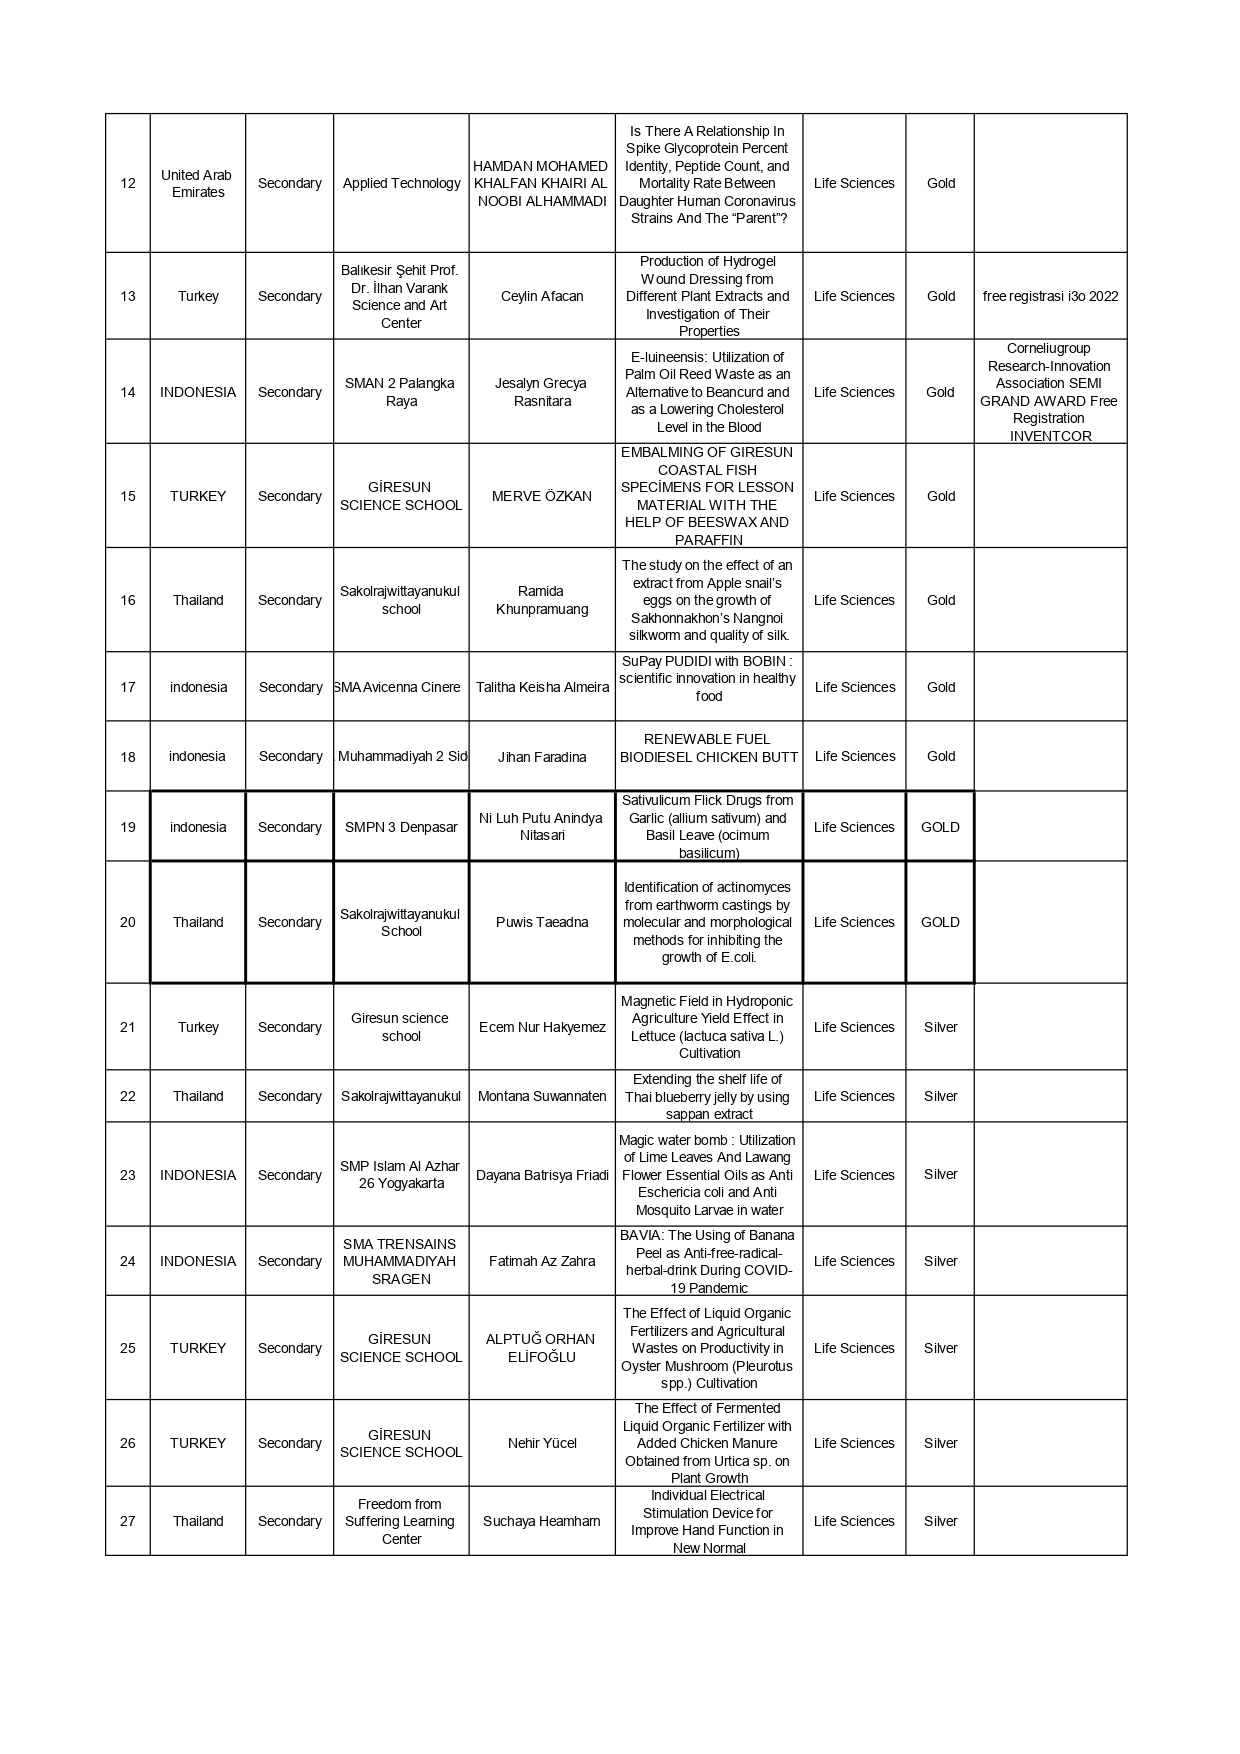 12
United Arab
Emirates
Secondary
Applied Technology
HAMDAN MOHAMED
KHALFAN KHAIRI AL
NOOBI ALHAMMADI
Is There A Relationship In
Spike Glycoprotein Percent
Identity, Peptide Count, and
Mortality Rate Between
Daughter Human Coronavirus
Strains And The “Parent”?
Life Sciences
Gold
13
Turkey
Secondary
Balıkesir Şehit Prof.
Dr. İlhan Varank
Science and Art
Center
Ceylin Afacan
Production of Hydrogel
Wound Dressing from
Different Plant Extracts and
Investigation of Their
Properties
Life Sciences
Gold
free registrasi i3o 2022
14
INDONESIA
Secondary
SMAN 2 Palangka
Raya
Jesalyn Grecya
Rasnitara
E-luineensis: Utilization of
Palm Oil Reed Waste as an
Alternative to Beancurd and
as a Lowering Cholesterol
Level in the Blood
Life Sciences
Gold
Corneliugroup
Research-Innovation
Association SEMI
GRAND AWARD Free
Registration
INVENTCOR
15
TURKEY
Secondary
GİRESUN
SCIENCE SCHOOL
MERVE ÖZKAN
EMBALMING OF GIRESUN
COASTAL FISH
SPECİMENS FOR LESSON
MATERIAL WITH THE
HELP OF BEESWAX AND
PARAFFIN
Life Sciences
Gold
16
Thailand
Secondary
Sakolrajwittayanukul
school
Ramida
Khunpramuang
The study on the effect of an
extract from Apple snail’s
eggs on the growth of
Sakhonnakhon’s Nangnoi
silkworm and quality of silk.
Life Sciences
Gold
17
indonesia
Secondary
SMA Avicenna Cinere
Talitha Keisha Almeira
SuPay PUDIDI with BOBIN :
scientific innovation in healthy
food
Life Sciences
Gold
18
indonesia
Secondary
Muhammadiyah 2 Sid
Jihan Faradina
RENEWABLE FUEL
BIODIESEL CHICKEN BUTT
Life Sciences
Gold
19
indonesia
Secondary
SMPN 3 Denpasar
Ni Luh Putu Anindya
Nitasari
Sativulicum Flick Drugs from
Garlic (allium sativum) and
Basil Leave (ocimum
basilicum)
Life Sciences
GOLD
20
Thailand
Secondary
Sakolrajwittayanukul
School
Puwis Taeadna
Identification of actinomyces
from earthworm castings by
molecular and morphological
methods for inhibiting the
growth of E.coli.
Life Sciences
GOLD
21
Turkey
Secondary
Giresun science
school
Ecem Nur Hakyemez
Magnetic Field in Hydroponic
Agriculture Yield Effect in
Lettuce (lactuca sativa L.)
Cultivation
Life Sciences
Silver
22
Thailand
Secondary
Sakolrajwittayanukul
Montana Suwannaten
Extending the shelf life of
Thai blueberry jelly by using
sappan extract
Life Sciences
Silver
23
INDONESIA
Secondary
SMP Islam Al Azhar
26 Yogyakarta
Dayana Batrisya Friadi
Magic water bomb : Utilization
of Lime Leaves And Lawang
Flower Essential Oils as Anti
Eschericia coli and Anti
Mosquito Larvae in water
Life Sciences
Silver
24
INDONESIA
Secondary
SMA TRENSAINS
MUHAMMADIYAH
SRAGEN
Fatimah Az Zahra
BAVIA: The Using of Banana
Peel as Anti-free-radical-
herbal-drink During COVID-
19 Pandemic
Life Sciences
Silver
25
TURKEY
Secondary
GİRESUN
SCIENCE SCHOOL
ALPTUĞ ORHAN
ELİFOĞLU
The Effect of Liquid Organic
Fertilizers and Agricultural
Wastes on Productivity in
Oyster Mushroom (Pleurotus
spp.) Cultivation
Life Sciences
Silver
26
TURKEY
Secondary
GİRESUN
SCIENCE SCHOOL
Nehir Yücel
The Effect of Fermented
Liquid Organic Fertilizer with
Added Chicken Manure
Obtained from Urtica sp. on
Plant Growth
Life Sciences
Silver
27
Thailand
Secondary
Freedom from
Suffering Learning
Center
Suchaya Heamharn
Individual Electrical
Stimulation Device for
Improve Hand Function in
New Normal
Life Sciences
Silver